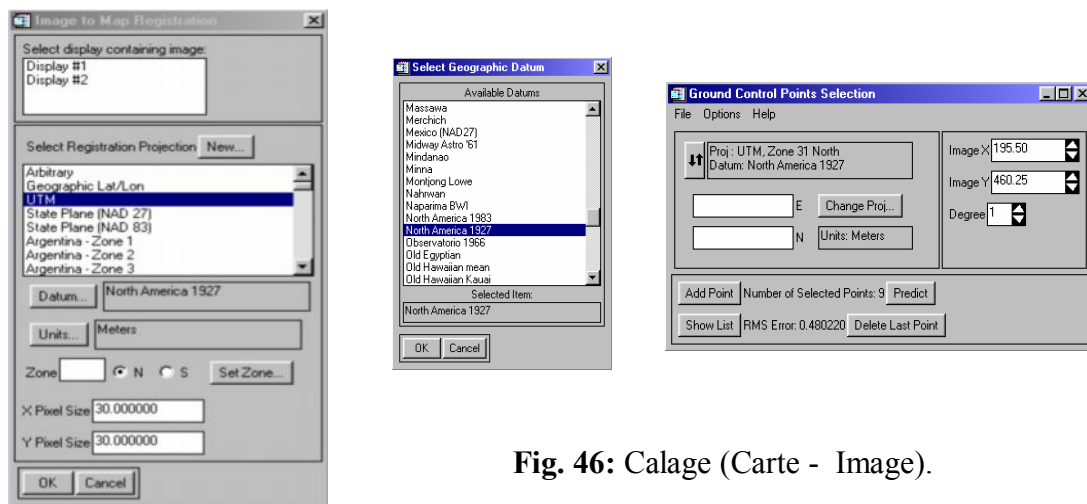 Image to Map Registration
Select display containing image:
Display #1
Display #2
Select Registration Projection New...
Arbitrary
Geographic Lat/Lon
UTM
State Plane (NAD 27)
State Plane (NAD 83)
Argentina - Zone 1
Argentina - Zone 2
Argentina - Zone 3
Datum... North America 1927
Units... Meters
Zone N S Set Zone...
X Pixel Size 30.000000
Y Pixel Size 30.000000
OK Cancel
Select Geographic Datum
Available Datums
Massawa
Merchich
Mexico (NAD27)
Midway Astro '61
Mindanao
Minna
Montjong Lowe
Nahrwan
Naparima BWI
North America 1983
North America 1927
Observatorio 1966
Old Egyptian
Old Hawaiian mean
Old Hawaiian Kauai
Selected Item:
North America 1927
OK Cancel
Ground Control Points Selection
File Options Help
Proj : UTM, Zone 31 North
Datum: North America 1927
E Change Proj...
N Units: Meters
Image X 195.50
Image Y 460.25
Degree 1
Add Point Number of Selected Points: 9 Predict
Show List RMS Error: 0.480220 Delete Last Point
Fig. 46: Calage (Carte - Image).